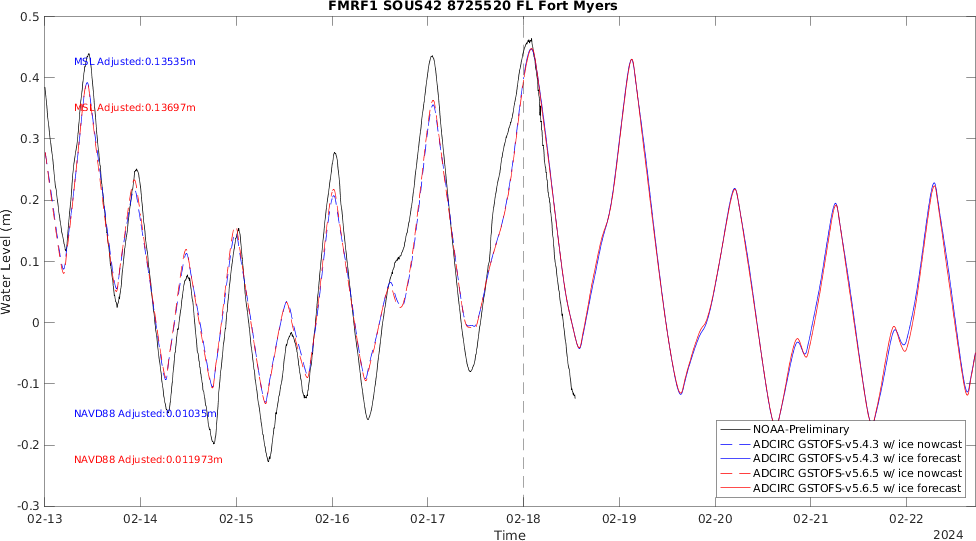 FMRF1 SOUS42 8725520 FL Fort Myers
0.5
0.4
0.3
0.2
0.1
0
-0.1
-0.2
-0.3
Water Level (m)
MSL Adjusted:0.13535m
MSL Adjusted:0.13697m
NAVD88 Adjusted:0.01035m
NAVD88 Adjusted:0.011973m
NOAA-Preliminary
ADCIRC GSTOFS-v5.4.3 w/ ice nowcast
ADCIRC GSTOFS-v5.4.3 w/ ice forecast
ADCIRC GSTOFS-v5.6.5 w/ ice nowcast
ADCIRC GSTOFS-v5.6.5 w/ ice forecast
02-13 02-14 02-15 02-16 02-17 02-18 02-19 02-20 02-21 02-22
Time
2024